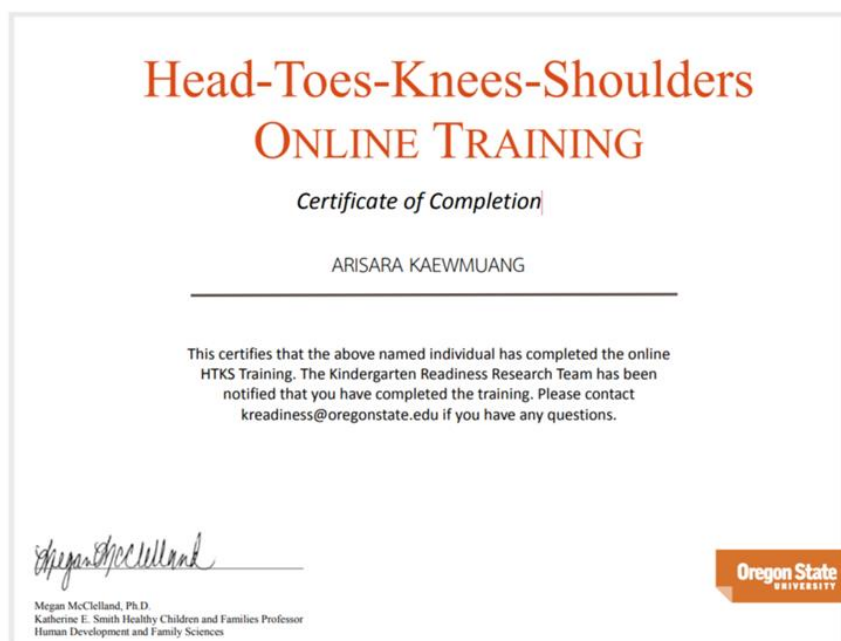 Head-Toes-Knees-Shoulders
ONLINE TRAINING
Certificate of Completion
ARISARA KAEWMUANG
This certifies that the above named individual has completed the online
HTKS Training. The Kindergarten Readiness Research Team has been
notified that you have completed the training. Please contact
kreadiness@oregonstate.edu if you have any questions.
Megan McClelland
Megan McClelland, Ph.D.
Katherine E. Smith Healthy Children and Families Professor
Human Development and Family Sciences
Oregon State
UNIVERSITY